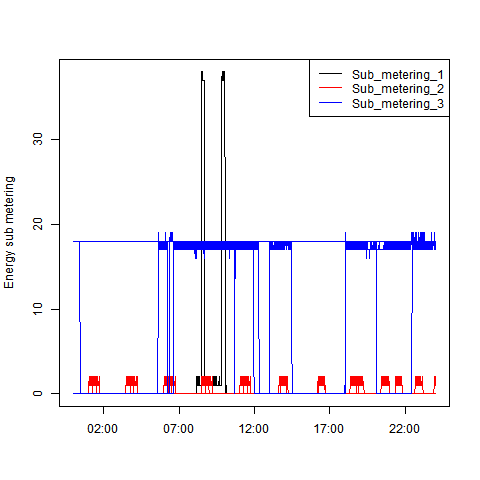 Sub_metering_1
Sub_metering_2
Sub_metering_3
Energy sub metering
30
20
10
0
02:00 07:00 12:00 17:00 22:00